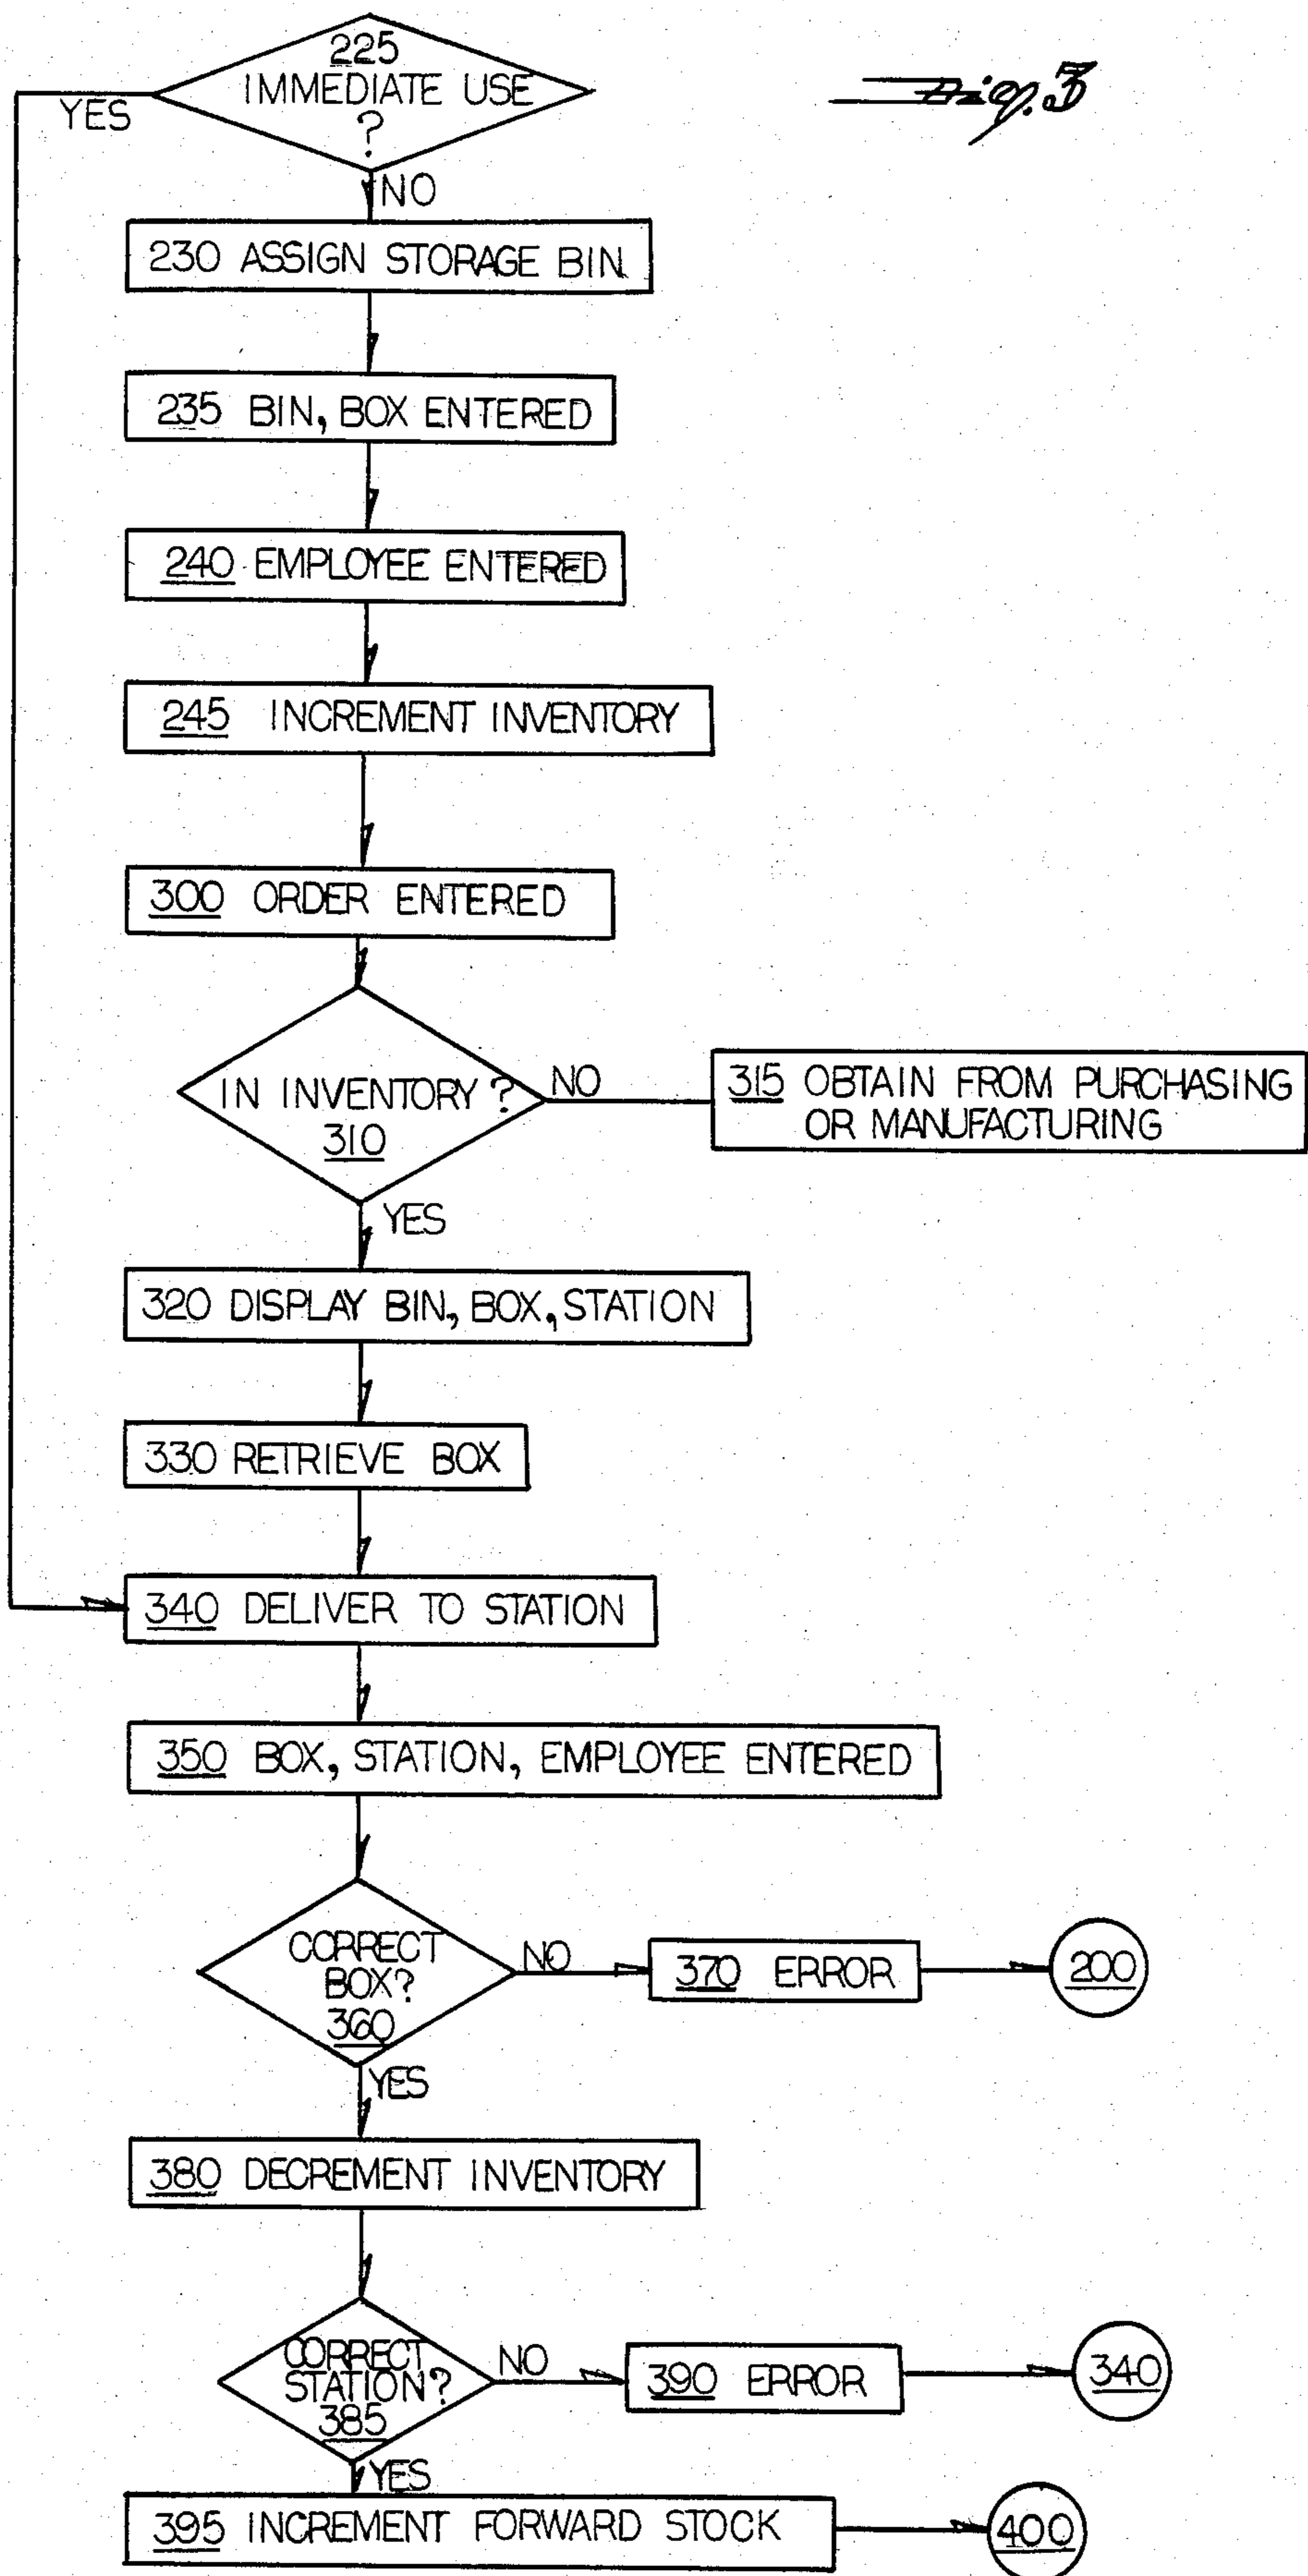 225
IMMEDIATE USE
?
Fig. 3
YES
NO
230 ASSIGN STORAGE BIN
235 BIN, BOX ENTERED
240 EMPLOYEE ENTERED
245 INCREMENT INVENTORY
300 ORDER ENTERED
IN INVENTORY?
310
NO
315 OBTAIN FROM PURCHASING
OR MANUFACTURING
YES
320 DISPLAY BIN, BOX, STATION
330 RETRIEVE BOX
340 DELIVER TO STATION
350 BOX, STATION, EMPLOYEE ENTERED
CORRECT
BOX?
360
NO
370 ERROR
200
YES
380 DECREMENT INVENTORY
CORRECT
STATION?
385
NO
390 ERROR
340
YES
395 INCREMENT FORWARD STOCK
400